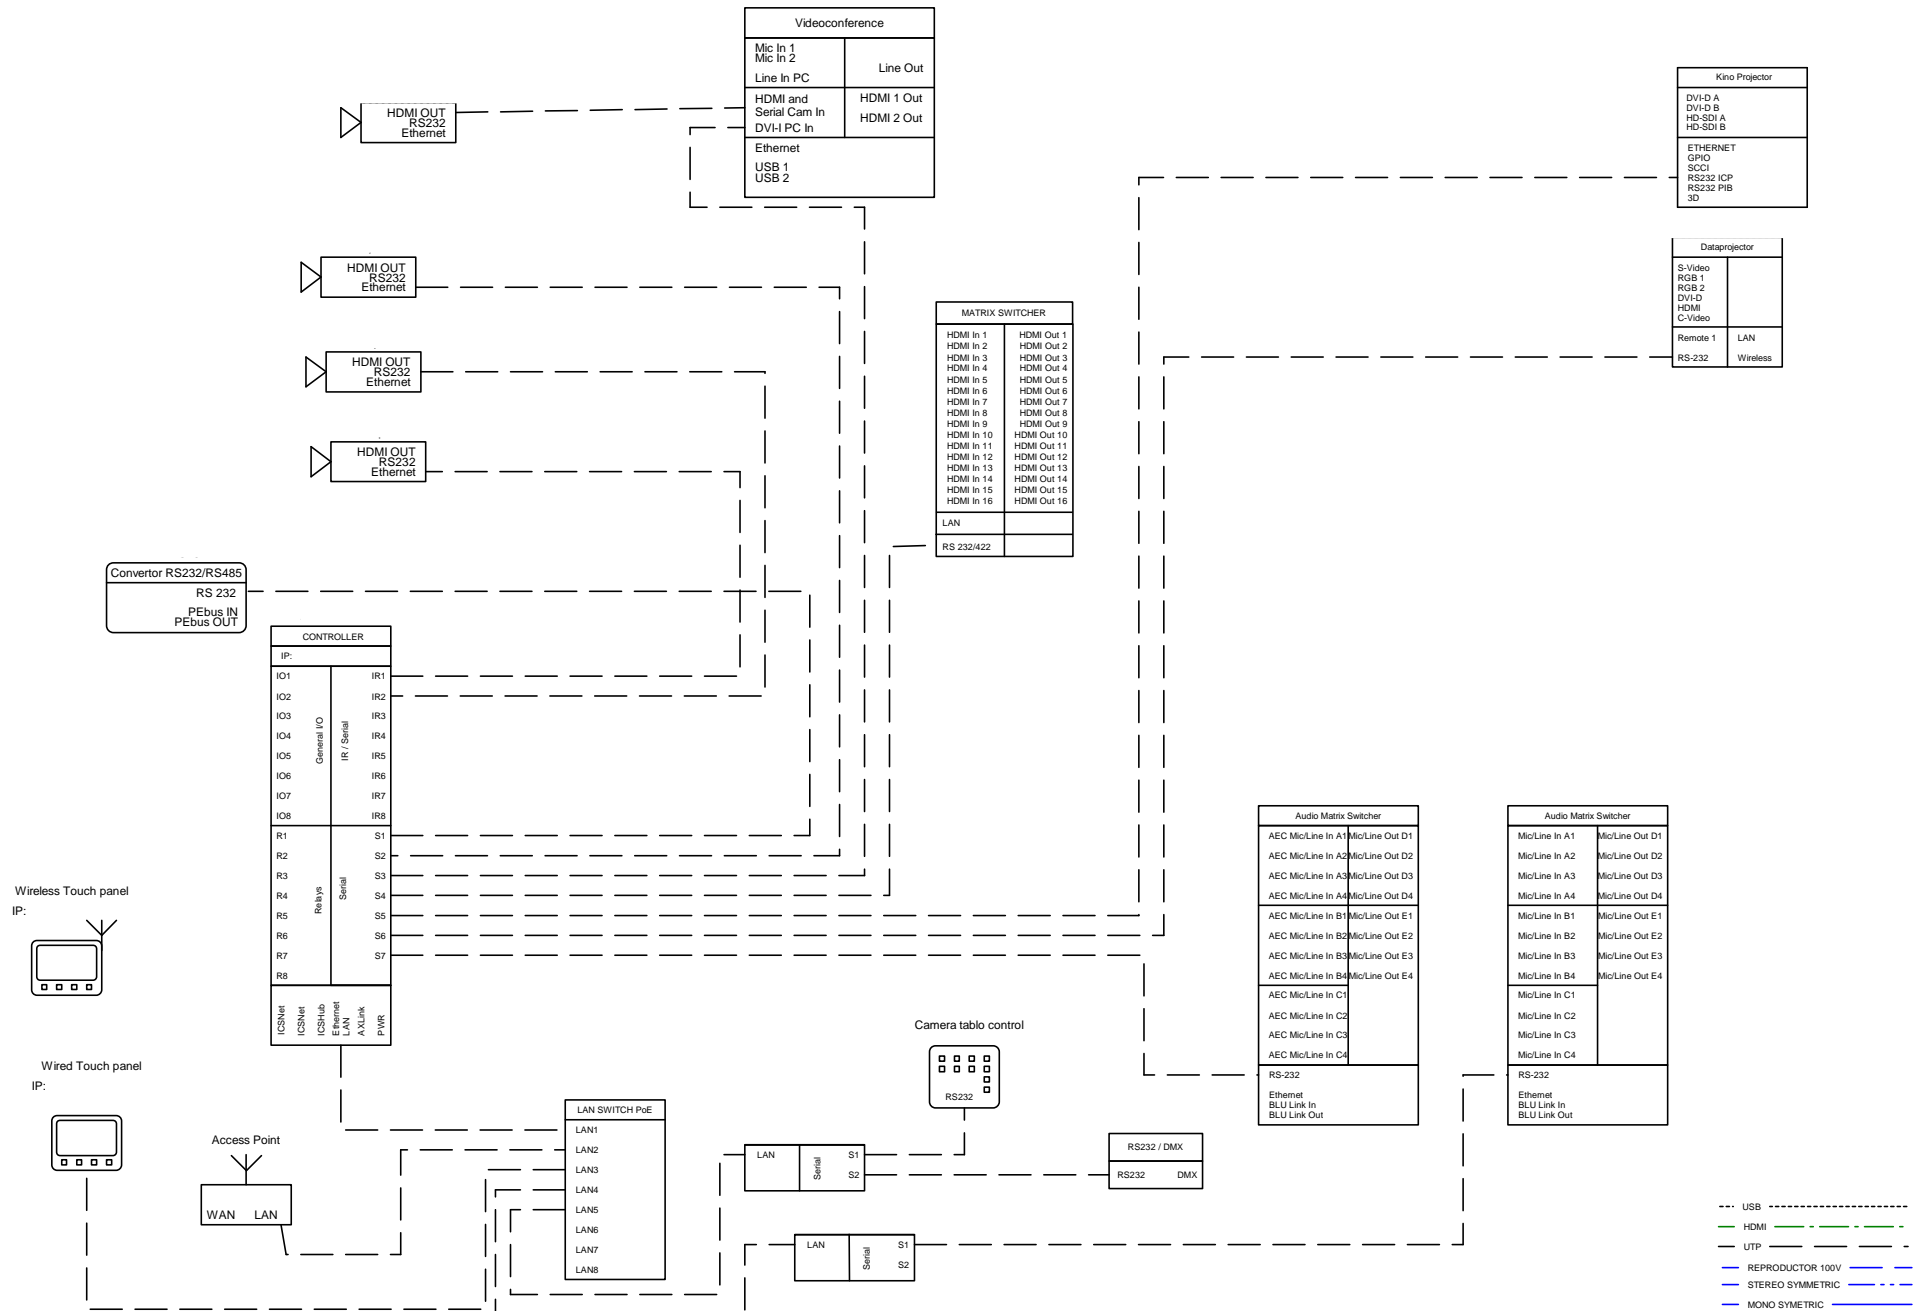 Videoconference
Mic In 1
Mic In 2
Line In PC
Line Out
HDMI and
Serial Cam In
DVI-I PC In
HDMI 1 Out
HDMI 2 Out
Ethernet
USB 1
USB 2
HDMI OUT
RS232
Ethernet
Kino Projector
DVI-D A
DVI-D B
HD-SDI A
HD-SDI B
ETHERNET
GPIO
SCCI
RS232 ICP
RS232 PIB
3D
Dataprojector
S-Video
RGB 1
RGB 2
DVI-D
HDMI
C-Video
Remote 1 LAN
RS-232 Wireless
HDMI OUT
RS232
Ethernet
HDMI OUT
RS232
Ethernet
HDMI OUT
RS232
Ethernet
MATRIX SWITCHER
HDMI In 1 HDMI Out 1
HDMI In 2 HDMI Out 2
HDMI In 3 HDMI Out 3
HDMI In 4 HDMI Out 4
HDMI In 5 HDMI Out 5
HDMI In 6 HDMI Out 6
HDMI In 7 HDMI Out 7
HDMI In 8 HDMI Out 8
HDMI In 9 HDMI Out 9
HDMI In 10 HDMI Out 10
HDMI In 11 HDMI Out 11
HDMI In 12 HDMI Out 12
HDMI In 13 HDMI Out 13
HDMI In 14 HDMI Out 14
HDMI In 15 HDMI Out 15
HDMI In 16 HDMI Out 16
LAN
RS 232/422
Convertor RS232/RS485
RS 232
PEbus IN
PEbus OUT
CONTROLLER
IP:
IO1 IR1
IO2 IR2
IO3 IR3
IO4 IR4
IO5 IR5
IO6 IR6
IO7 IR7
IO8 IR8
General I/O
IR / Serial
R1 S1
R2 S2
R3 S3
R4 S4
R5 S5
R6 S6
R7 S7
R8
Relays
Serial
ICSNet
ICSNet
ICSHub
Ethernet
LAN
AXLink
PWR
Wireless Touch panel
IP:
Wired Touch panel
IP:
Access Point
WAN LAN
LAN SWITCH PoE
LAN1
LAN2
LAN3
LAN4
LAN5
LAN6
LAN7
LAN8
Camera tablo control
RS232
LAN
Serial
S1
S2
RS232 / DMX
RS232 DMX
LAN
Serial
S1
S2
Audio Matrix Switcher
AEC Mic/Line In A1 Mic/Line Out D1
AEC Mic/Line In A2 Mic/Line Out D2
AEC Mic/Line In A3 Mic/Line Out D3
AEC Mic/Line In A4 Mic/Line Out D4
AEC Mic/Line In B1 Mic/Line Out E1
AEC Mic/Line In B2 Mic/Line Out E2
AEC Mic/Line In B3 Mic/Line Out E3
AEC Mic/Line In B4 Mic/Line Out E4
AEC Mic/Line In C1
AEC Mic/Line In C2
AEC Mic/Line In C3
AEC Mic/Line In C4
RS-232
Ethernet
BLU Link In
BLU Link Out
Audio Matrix Switcher
Mic/Line In A1 Mic/Line Out D1
Mic/Line In A2 Mic/Line Out D2
Mic/Line In A3 Mic/Line Out D3
Mic/Line In A4 Mic/Line Out D4
Mic/Line In B1 Mic/Line Out E1
Mic/Line In B2 Mic/Line Out E2
Mic/Line In B3 Mic/Line Out E3
Mic/Line In B4 Mic/Line Out E4
Mic/Line In C1
Mic/Line In C2
Mic/Line In C3
Mic/Line In C4
RS-232
Ethernet
BLU Link In
BLU Link Out
USB
HDMI
UTP
REPRODUCTOR 100V
STEREO SYMMETRIC
MONO SYMETRIC